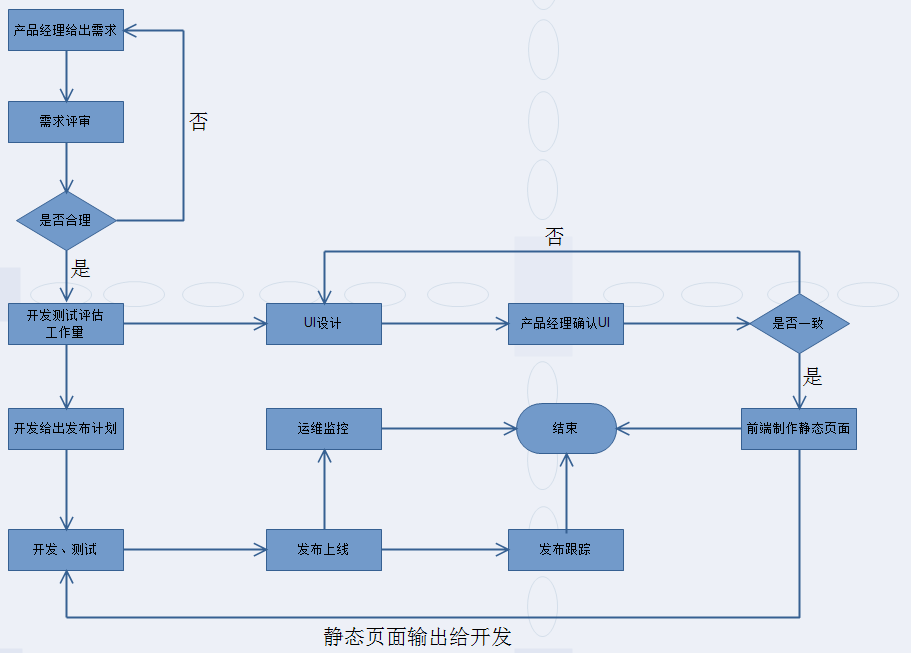 产品经理给出需求
否
需求评审
是否合理
是
否
开发测试评估
工作量
UI设计
产品经理确认UI
是否一致
是
开发给出发布计划
运维监控
结束
前端制作静态页面
开发、测试
发布上线
发布跟踪
静态页面输出给开发